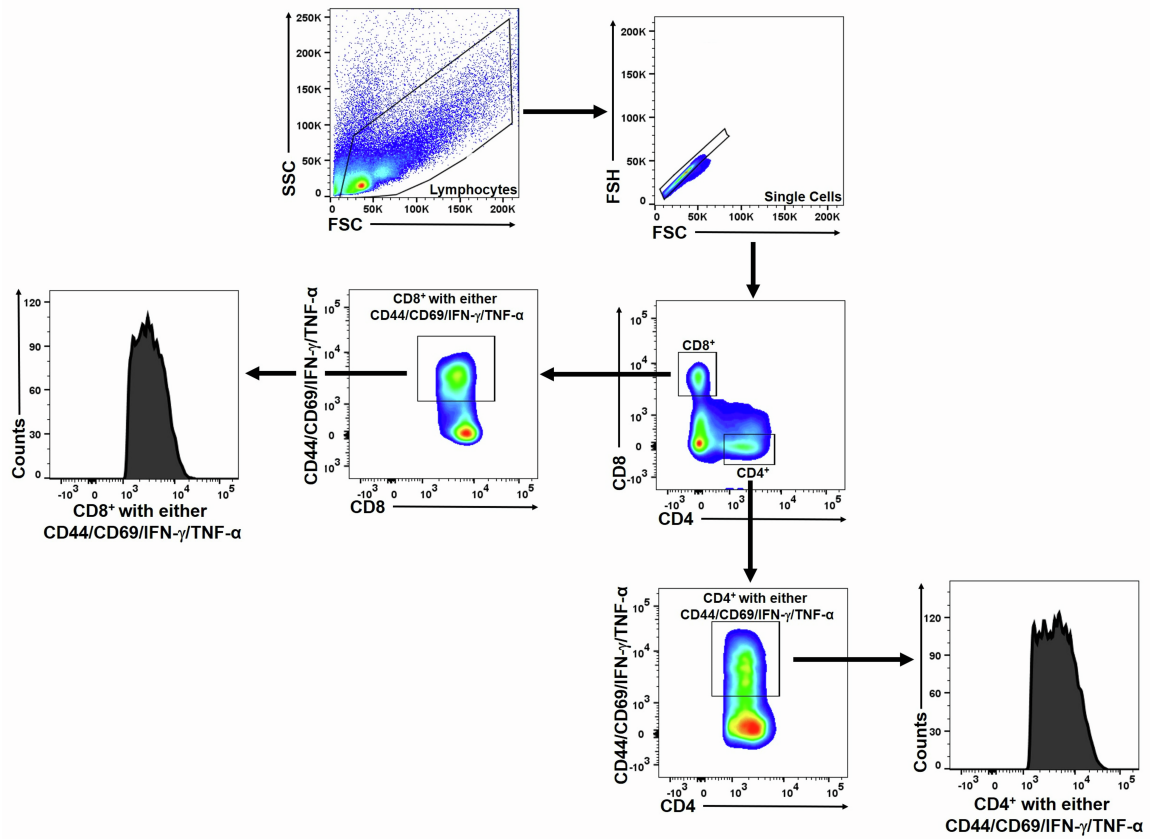 250K
200K
150K
100K
50K
0
SSC
Lymphocytes
0 50K 100K 150K 200K
FSC
200K
150K
100K
50K
0
FSH
Single Cells
0 50K 100K 150K 200K
FSC
120
90
60
30
0
Counts
-10³ 0 10³ 10⁴ 10⁵
CD8⁺ with either
CD44/CD69/IFN-γ/TNF-α
CD44/CD69/IFN-γ/TNF-α
10⁵
10⁴
10³
0
10³
CD8⁺ with either
CD44/CD69/IFN-γ/TNF-α
-10³ 0 10³ 10⁴ 10⁵
CD8
10⁵
10⁴
10³
0
-10³
CD8
CD8⁺
CD4⁺
-10³ 0 10³ 10⁴ 10⁵
CD4
CD44/CD69/IFN-γ/TNF-α
10⁵
10⁴
10³
0
-10³
CD4⁺ with either
CD44/CD69/IFN-γ/TNF-α
-10³ 0 10³ 10⁴ 10⁵
CD4
120
90
60
30
0
Counts
-10³ 0 10³ 10⁴ 10⁵
CD4⁺ with either
CD44/CD69/IFN-γ/TNF-α